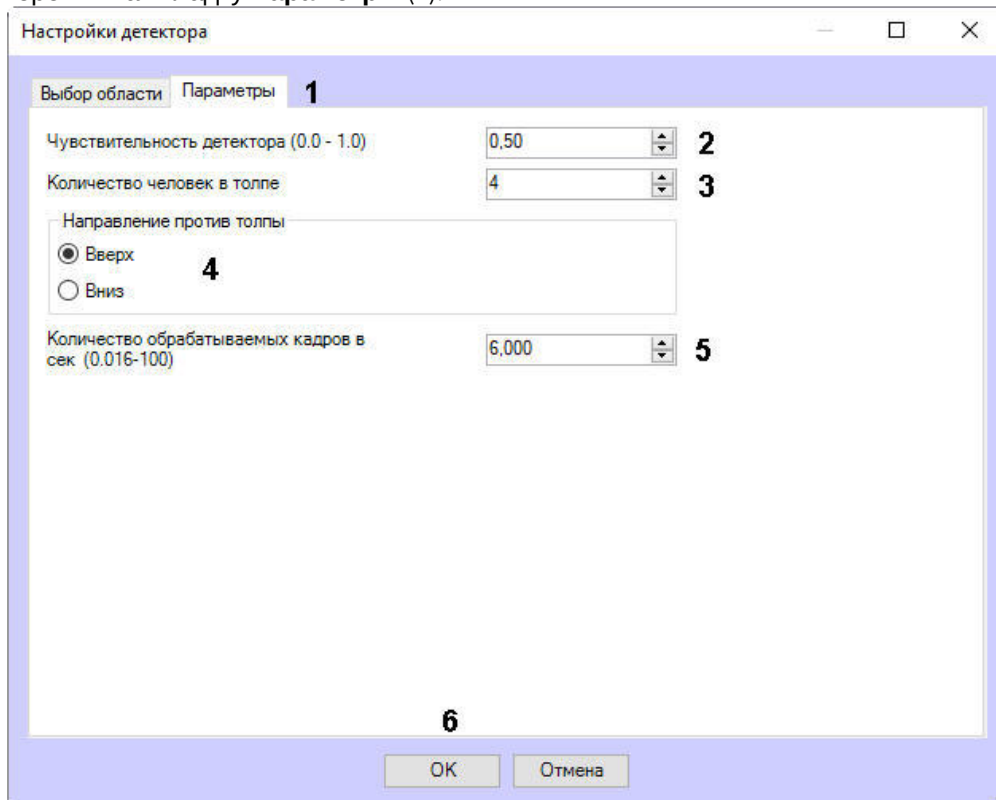 Настройки детектора
Выбор области Параметры 1
Чувствительность детектора (0.0 - 1.0) 0,50 2
Количество человек в толпе 4 3
Направление против толпы
Вверх
4
Вниз
Количество обрабатываемых кадров в
сек (0.016-100) 6,000 5
6
OK Отмена